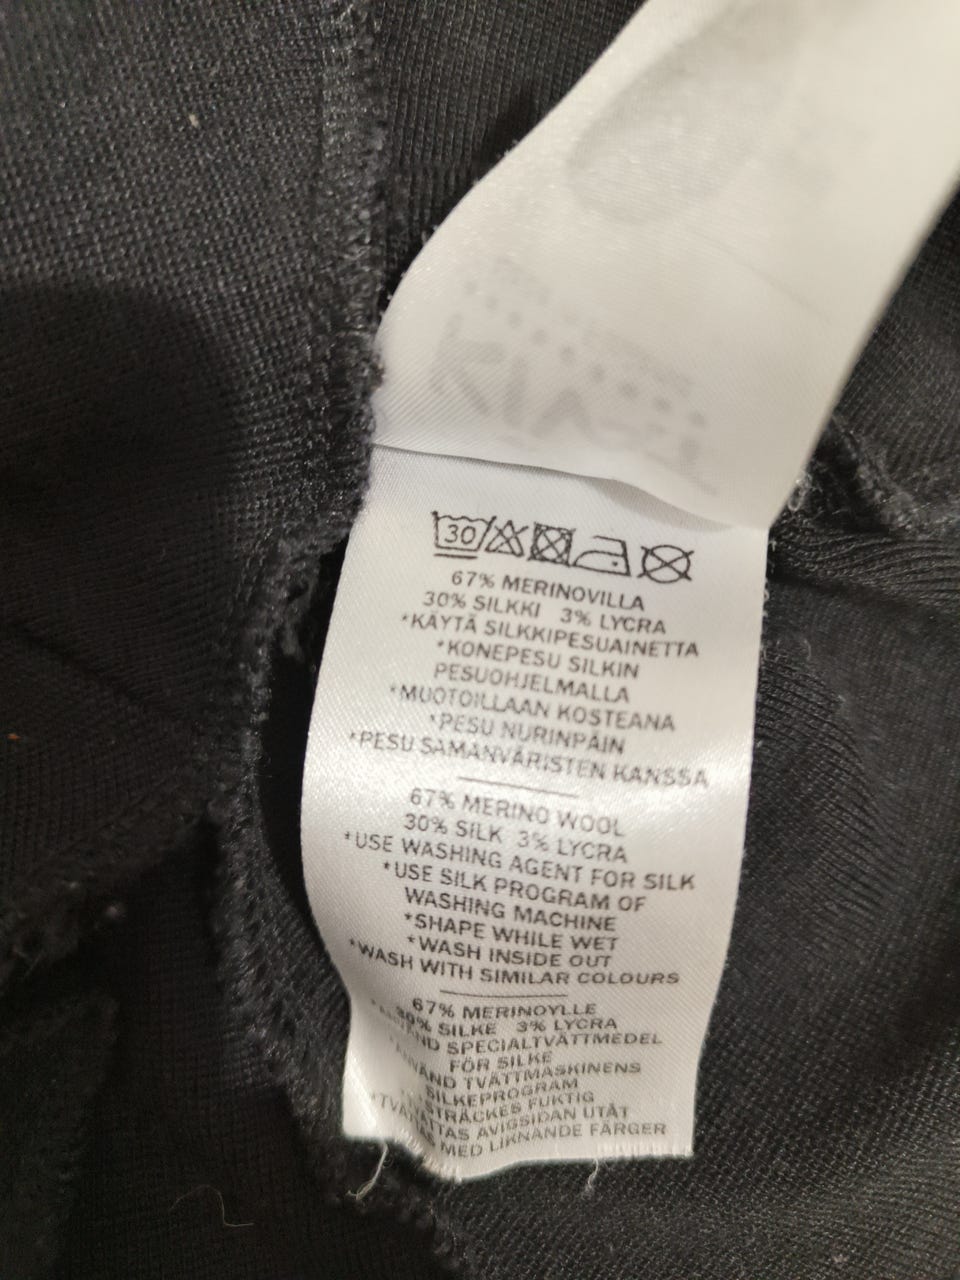 30
67% MERINOVILLA
30% SILKKI 3% LYCRA
*KÄYTÄ SILKKIPESUAINETTA
*KONEPESU SILKIN
PESUOHJELMALLA
*MUOTOILLAAN KOSTEANA
*PESU NURINPÄIN
*PESU SAMANVÄRISTEN KANSSA
67% MERINO WOOL
30% SILK 3% LYCRA
*USE WASHING AGENT FOR SILK
*USE SILK PROGRAM OF
WASHING MACHINE
*SHAPE WHILE WET
*WASH INSIDE OUT
*WASH WITH SIMILAR COLOURS
67% MERINOYLLE
30% SILKE 3% LYCRA
SPECIALTVÄTTMEDEL
FÖR SILKE
TVÄTTMASKINENS
SILKEPROGRAM
STRÄCKES FUKTIG
AVIGSIDAN UTÅT
MED LIKNANDE FÄRGER